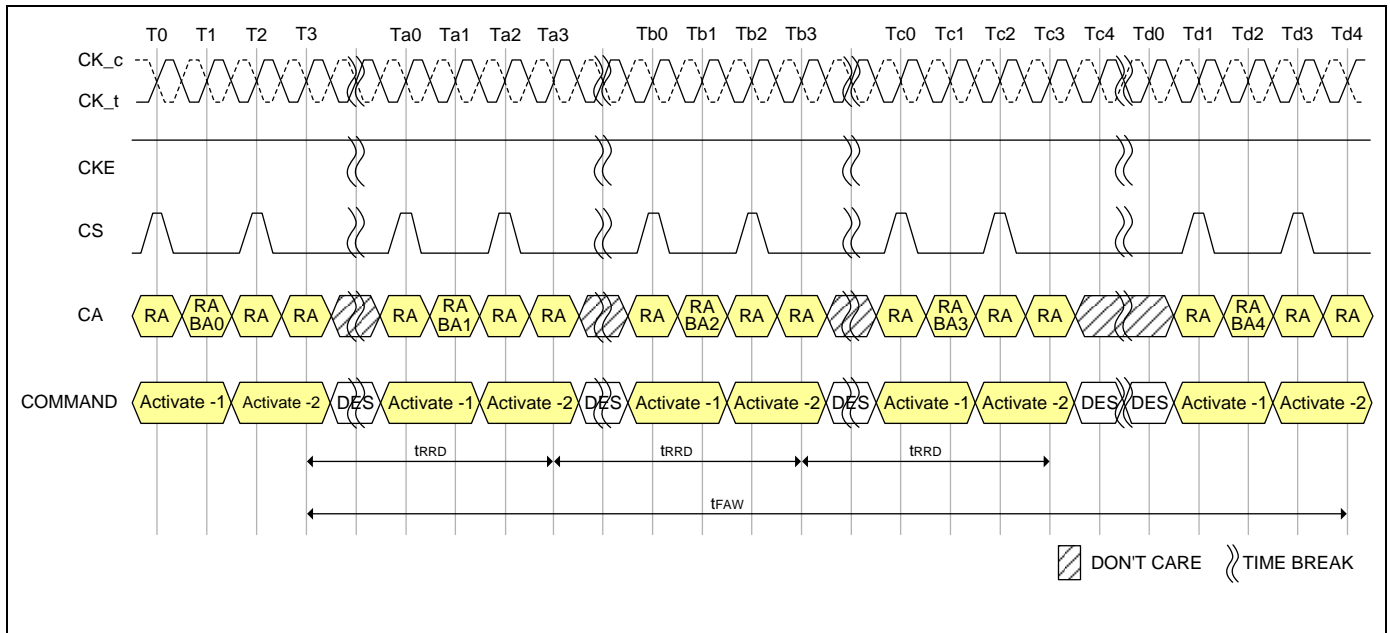 T0 T1 T2 T3 Ta0 Ta1 Ta2 Ta3 Tb0 Tb1 Tb2 Tb3 Tc0 Tc1 Tc2 Tc3 Tc4 Td0 Td1 Td2 Td3 Td4
CK_c
CK_t
CKE
CS
CA RA RA BA0 RA RA RA RA BA1 RA RA RA RA BA2 RA RA RA RA BA3 RA RA RA RA BA4 RA RA
COMMAND Activate -1 Activate -2 DES Activate -1 Activate -2 DES Activate -1 Activate -2 DES Activate -1 Activate -2 DES DES Activate -1 Activate -2
tRRD tRRD tRRD
tFAW
DON'T CARE TIME BREAK